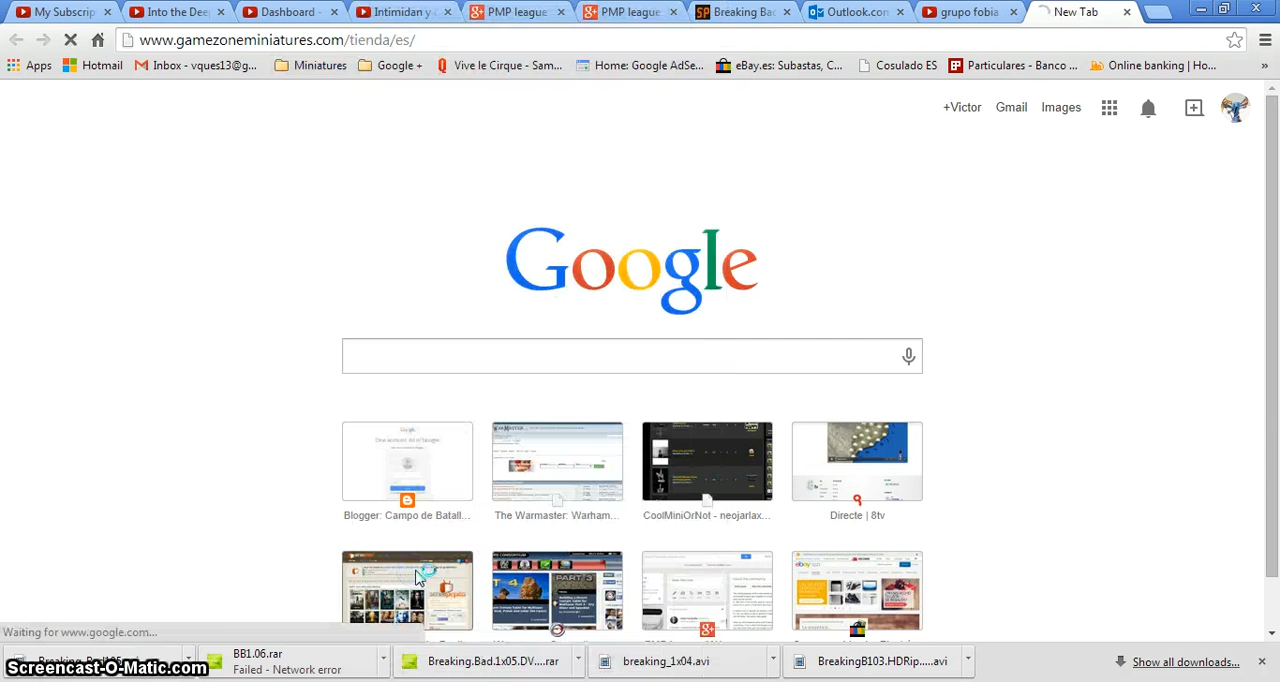 My Subscrip
Into the Dee
Dashboard -
Intimidan y
PMP league
PMP league
Breaking Ba
Outlook.con
grupo fobia
New Tab
www.gamezoneminiatures.com/tienda/es/
Apps
Hotmail
Inbox - vques13@g...
Miniatures
Google +
Vive le Cirque - Sam...
Home: Google AdSe...
eBay.es: Subastas, C...
Cosulado ES
Particulares - Banco ...
Online banking | Ho...
»
+Victor
Gmail
Images
Google
Blogger: Campo de Batall...
The Warmaster: Warham...
CoolMiniOrNot - neojarlax...
Directe | 8tv
Waiting for www.google.com...
BB1.06.rar
Failed - Network error
Breaking.Bad.1x05.DV....rar
breaking_1x04.avi
BreakingB103.HDRip.....avi
Show all downloads...
Screencast-O-Matic.com